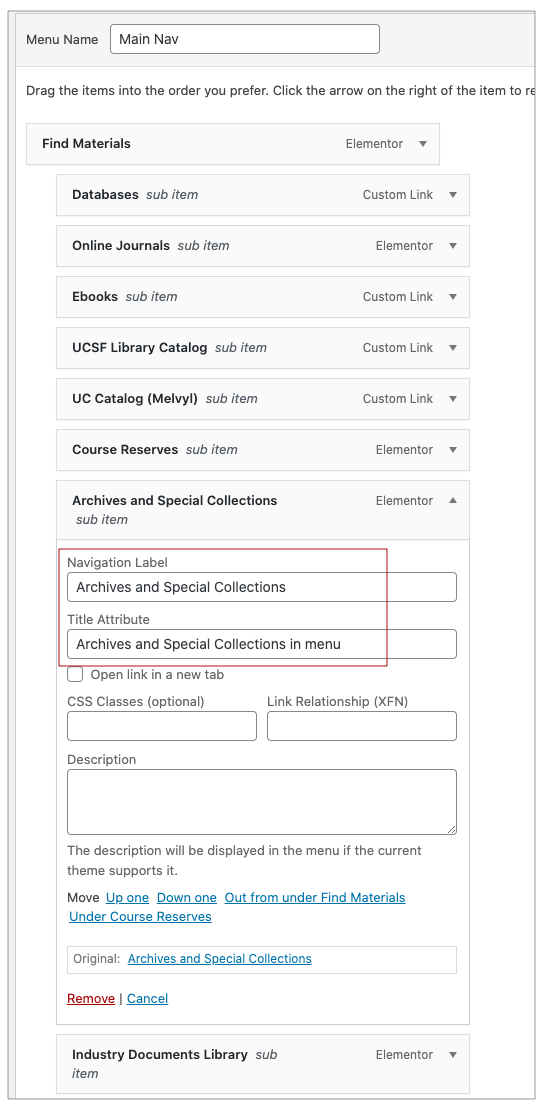 Menu Name Main Nav
Drag the items into the order you prefer. Click the arrow on the right of the item to re
Find Materials Elementor
Databases sub item Custom Link
Online Journals sub item Elementor
Ebooks sub item Custom Link
UCSF Library Catalog sub item Custom Link
UC Catalog (Melvyl) sub item Custom Link
Course Reserves sub item Elementor
Archives and Special Collections Elementor
sub item
Navigation Label
Archives and Special Collections
Title Attribute
Archives and Special Collections in menu
Open link in a new tab
CSS Classes (optional) Link Relationship (XFN)
Description
The description will be displayed in the menu if the current
theme supports it.
Move Up one Down one Out from under Find Materials
Under Course Reserves
Original: Archives and Special Collections
Remove | Cancel
Industry Documents Library sub Elementor
item